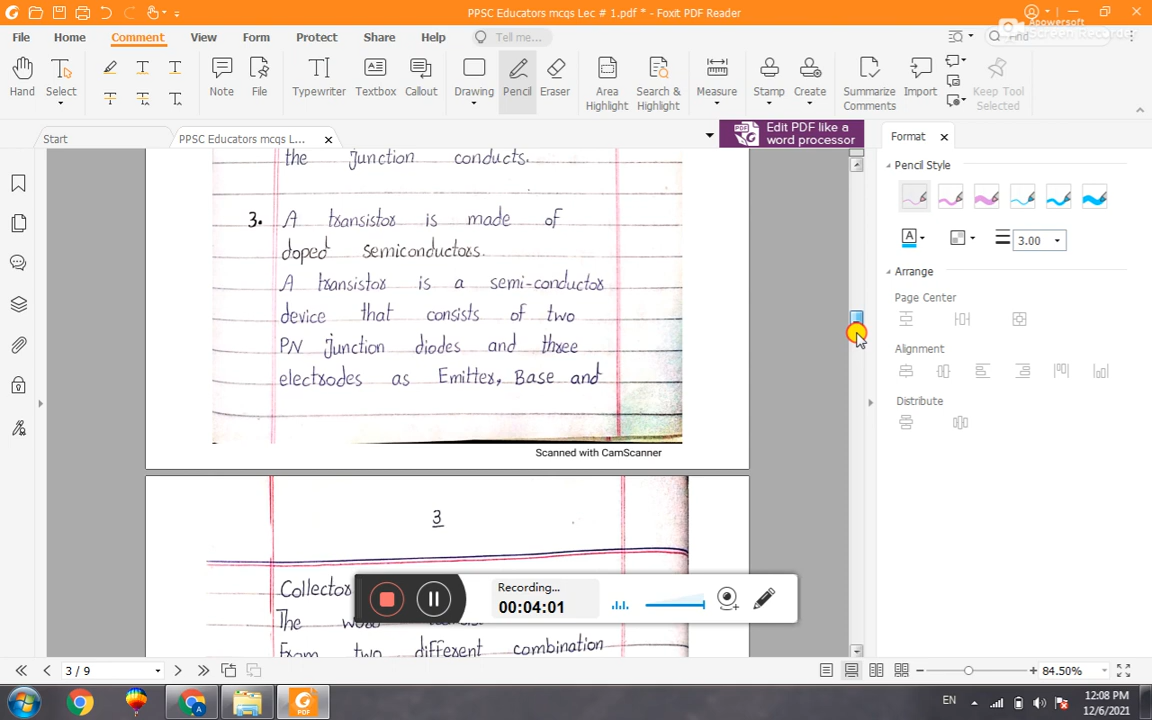 PPSC Educators mcqs Lec # 1.pdf * - Foxit PDF Reader
File Home Comment View Form Protect Share Help Tell me... Find
Apowersoft
Screen Recorder
Hand Select Note File Typewriter Textbox Callout Drawing Pencil Eraser Area Highlight Search & Highlight Measure Stamp Create Summarize Comments Import Keep Tool Selected
Start
PPSC Educators mcqs L...
Edit PDF like a
word processor
Format
the junction conducts.
3. A transistor is made of
doped semiconductors.
A transistor is a semi-conductor
device that consists of two
PN junction diodes and three
electrodes as Emitter, Base and
Scanned with CamScanner
3
Collector
The word
From two different combination
Recording...
00:04:01
Pencil Style
3.00
Arrange
Page Center
Alignment
Distribute
3 / 9
84.50%
EN
12:08 PM
12/6/2021